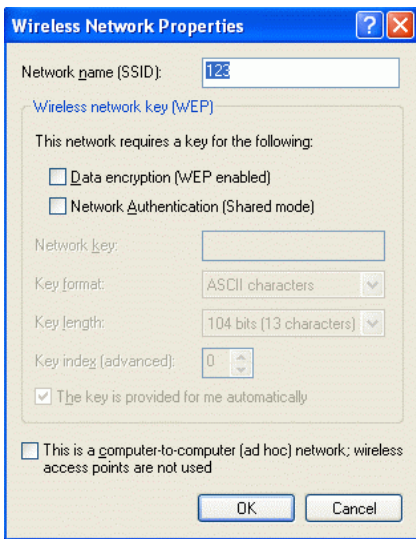 Wireless Network Properties
Network name (SSID): 123
Wireless network key (WEP)
This network requires a key for the following:
Data encryption (WEP enabled)
Network Authentication (Shared mode)
Network key:
Key format: ASCII characters
Key length: 104 bits (13 characters)
Key index (advanced): 0
The key is provided for me automatically
This is a computer-to-computer (ad hoc) network; wireless
access points are not used
OK Cancel